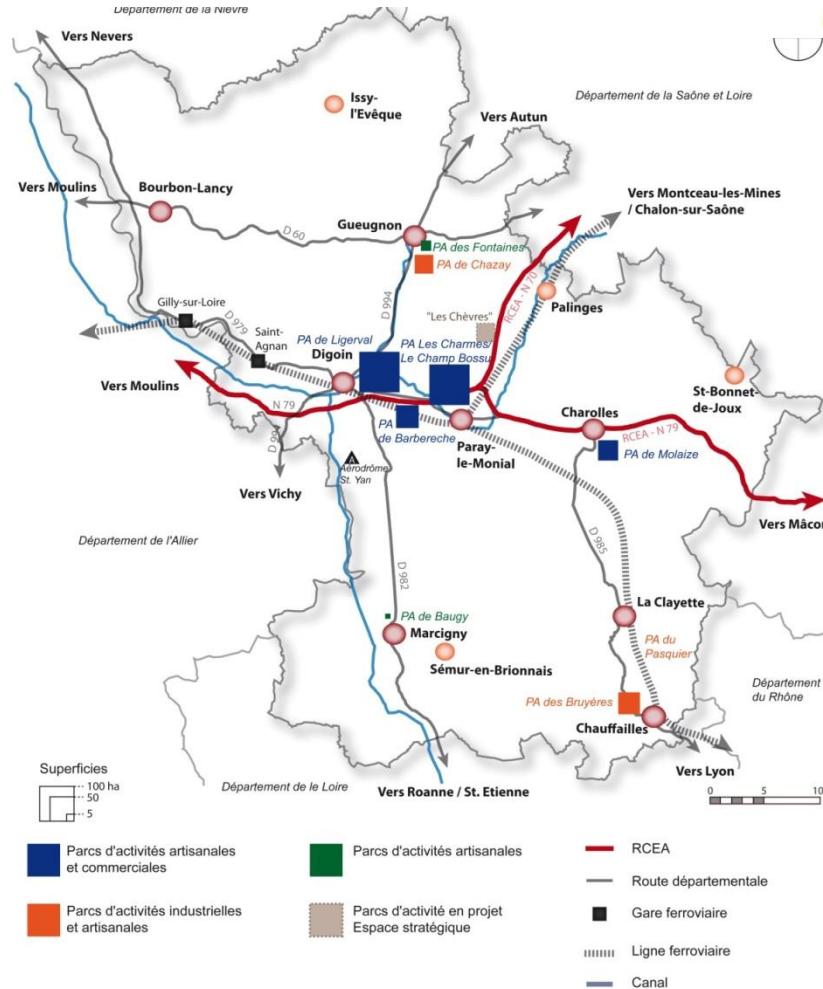 Département de la Nièvre
Vers Nevers
Issy-
l'Evêque
Département de la Saône et Loire
Vers Autun
Vers Moulins
Bourbon-Lancy
Vers Montceau-les-Mines
/ Chalon-sur-Saône
Gueugnon
D 60
PA des Fontaines
PA de Chazay
D 994
RCEA - N 70
Palinges
Gilly-sur-Loire
"Les Chèvres"
D 979
Saint-
Agnan
PA de Ligerval
Digoin
PA Les Charmes/
Le Champ Bossu
Vers Moulins
St-Bonnet-
de-Joux
N 79
PA
de Barbereche
Paray-
le-Monial
Charolles
RCEA - N 79
PA de Molaize
A
Aérodrôme
St. Yan
Vers Vichy
Vers Mâcon
Département de l'Allier
D 982
D 985
La Clayette
PA de Baugy
Marcigny
PA du
Pasquier
Sémur-en-Brionnais
Département
du Rhône
PA des Bruyères
Chauffailles
Vers Lyon
Département de le Loire
Vers Roanne / St. Etienne
Superficies
100 ha
50
5
0 5 10
Parcs d'activités artisanales
et commerciales
Parcs d'activités artisanales
RCEA
Route départementale
Parcs d'activités industrielles
et artisanales
Parcs d'activité en projet
Espace stratégique
Gare ferroviaire
Ligne ferroviaire
Canal